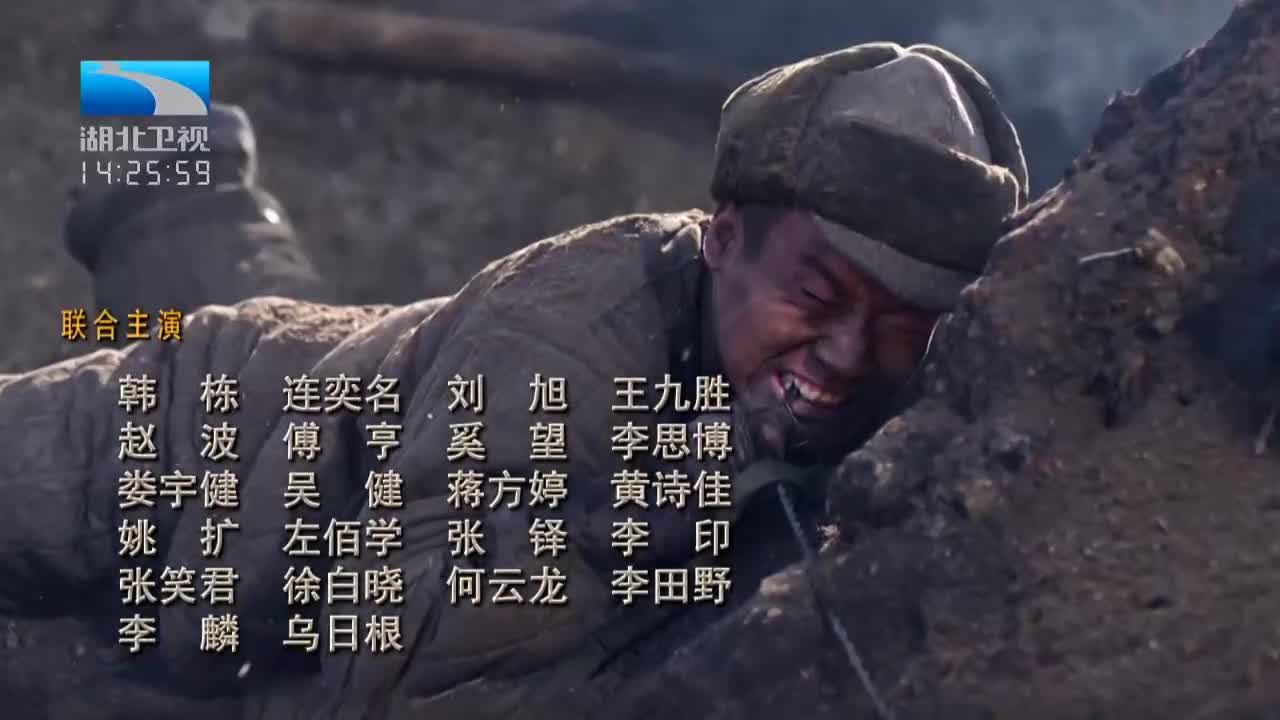 湖北卫视
14:25:59
联合主演
韩 栋 连奕名 刘 旭 王九胜
赵 波 傅 亨 奚 望 李思博
娄宇健 吴 健 蒋方婷 黄诗佳
姚 扩 左佰学 张 铎 李 印
张笑君 徐白晓 何云龙 李田野
李 麟 乌日根